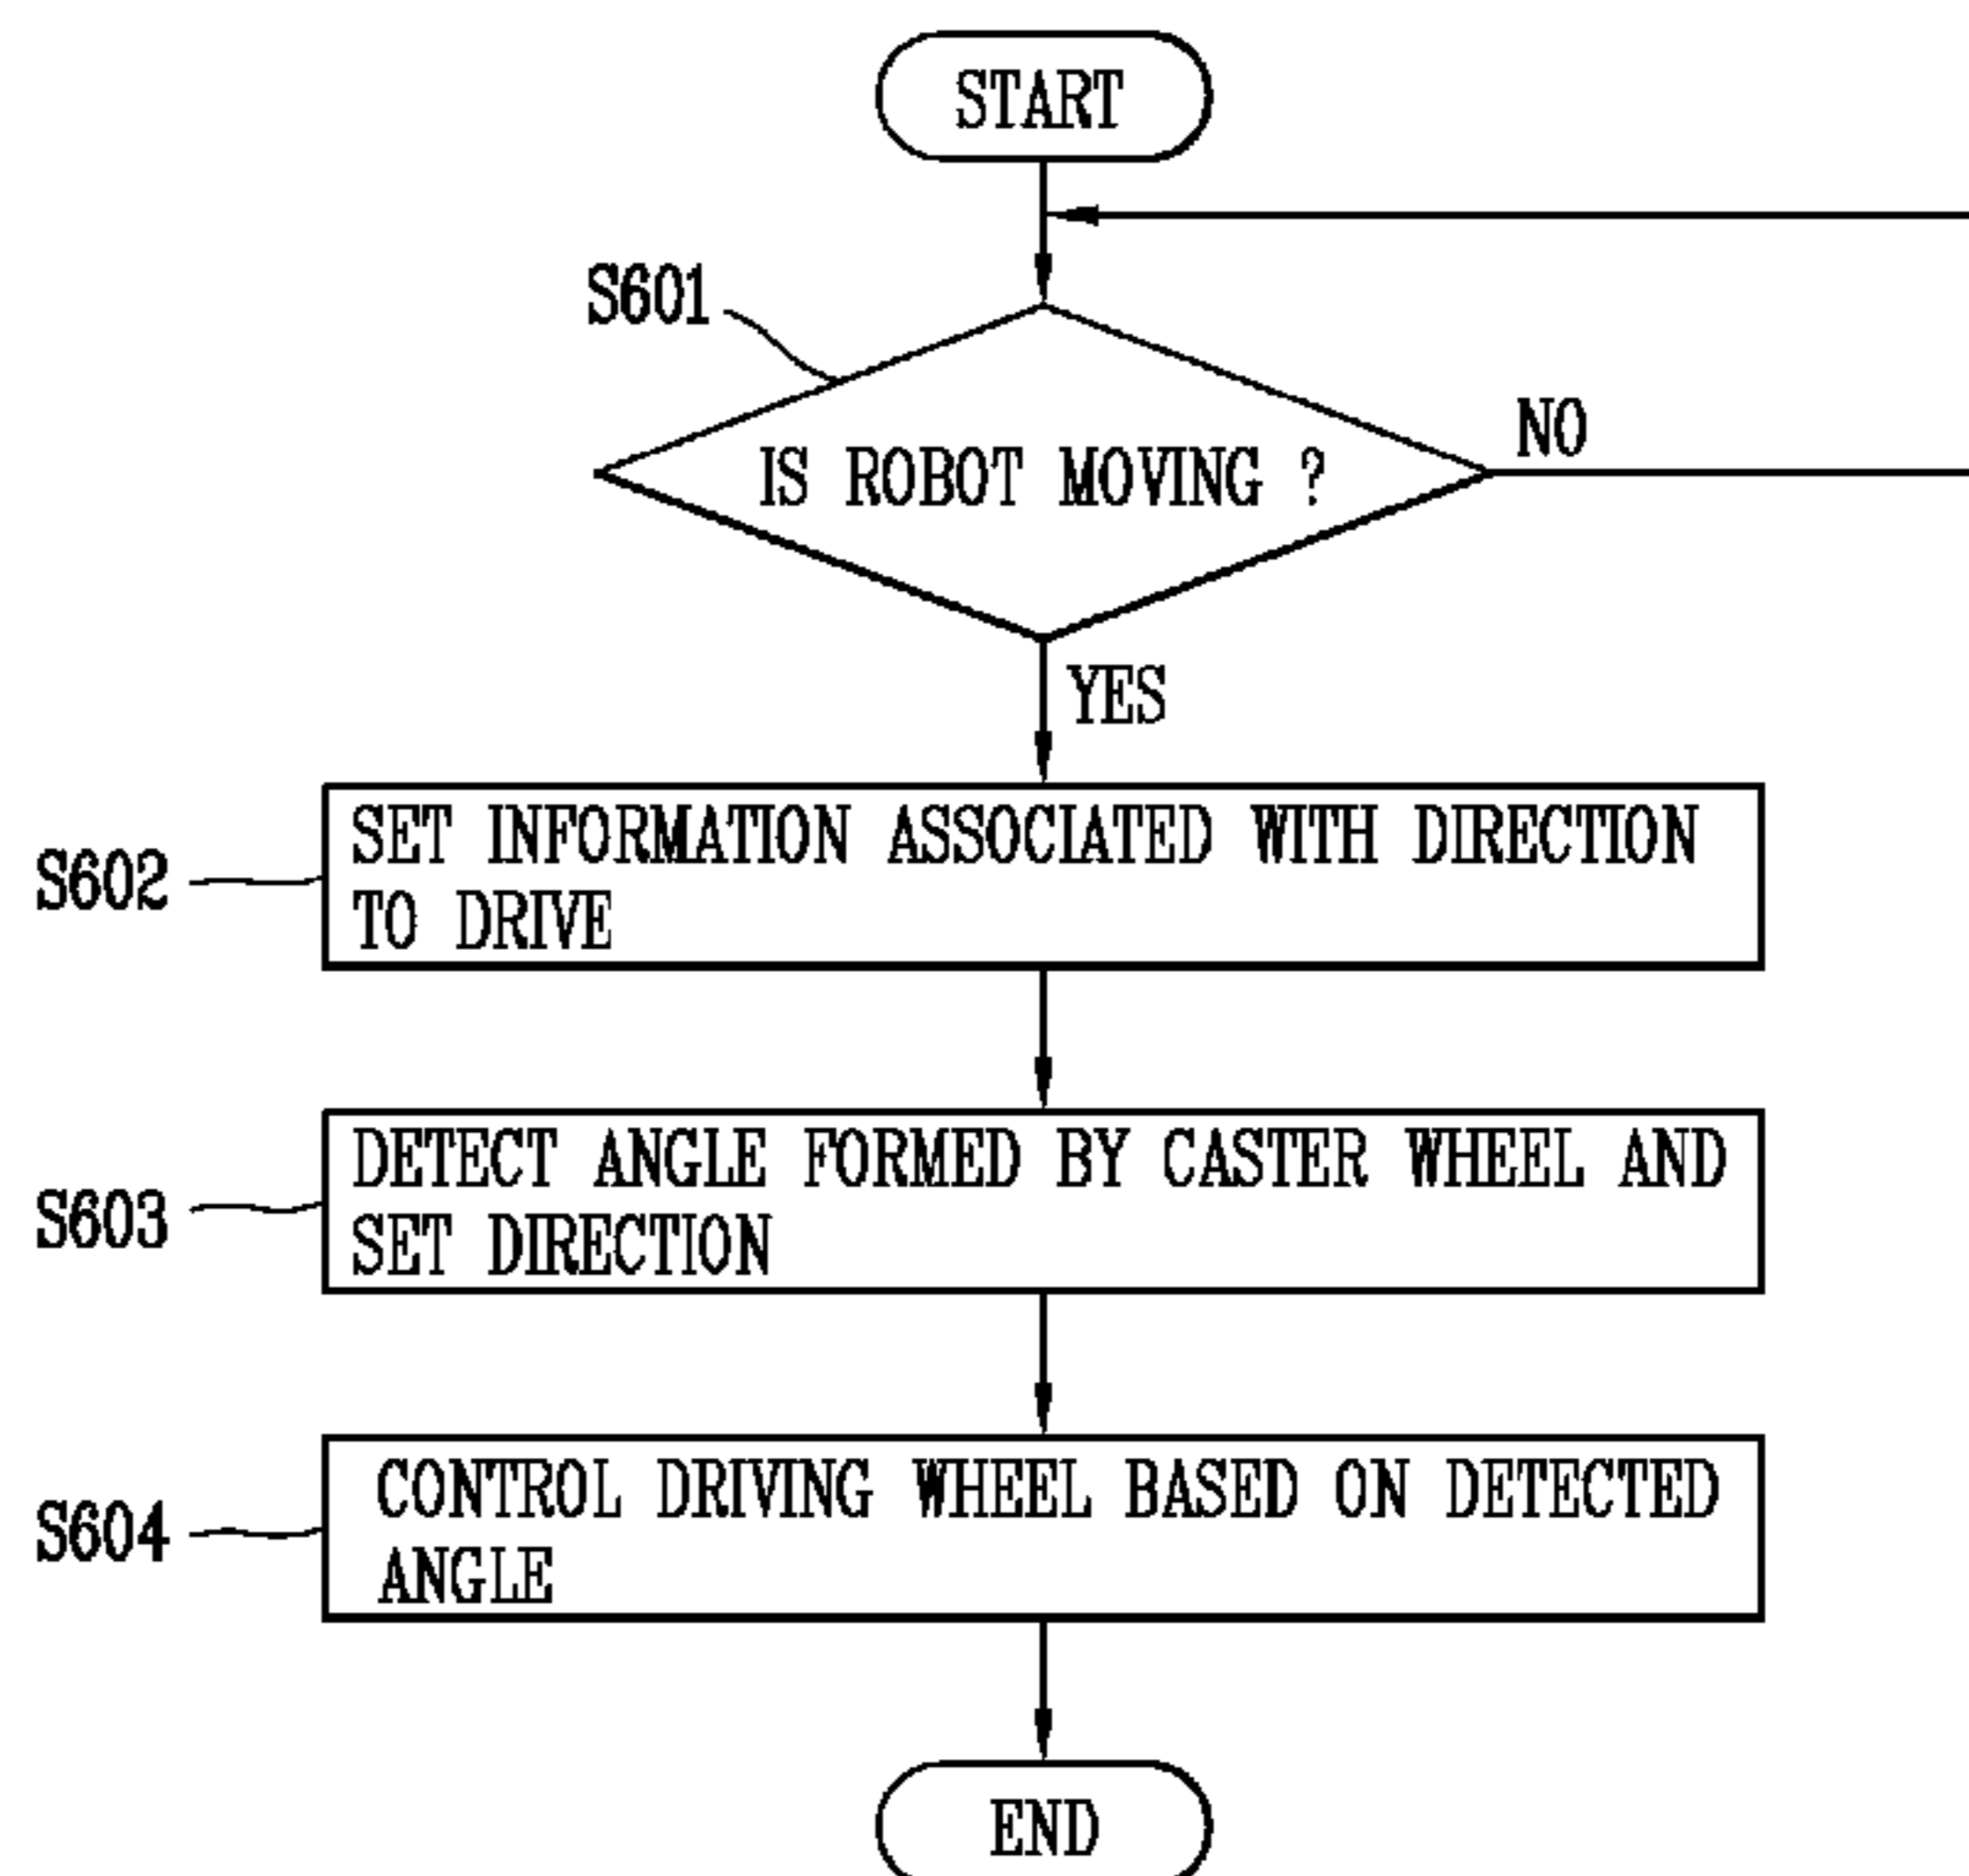 START
S601
IS ROBOT MOVING ?
NO
YES
S602
SET INFORMATION ASSOCIATED WITH DIRECTION
TO DRIVE
S603
DETECT ANGLE FORMED BY CASTER WHEEL AND
SET DIRECTION
S604
CONTROL DRIVING WHEEL BASED ON DETECTED
ANGLE
END